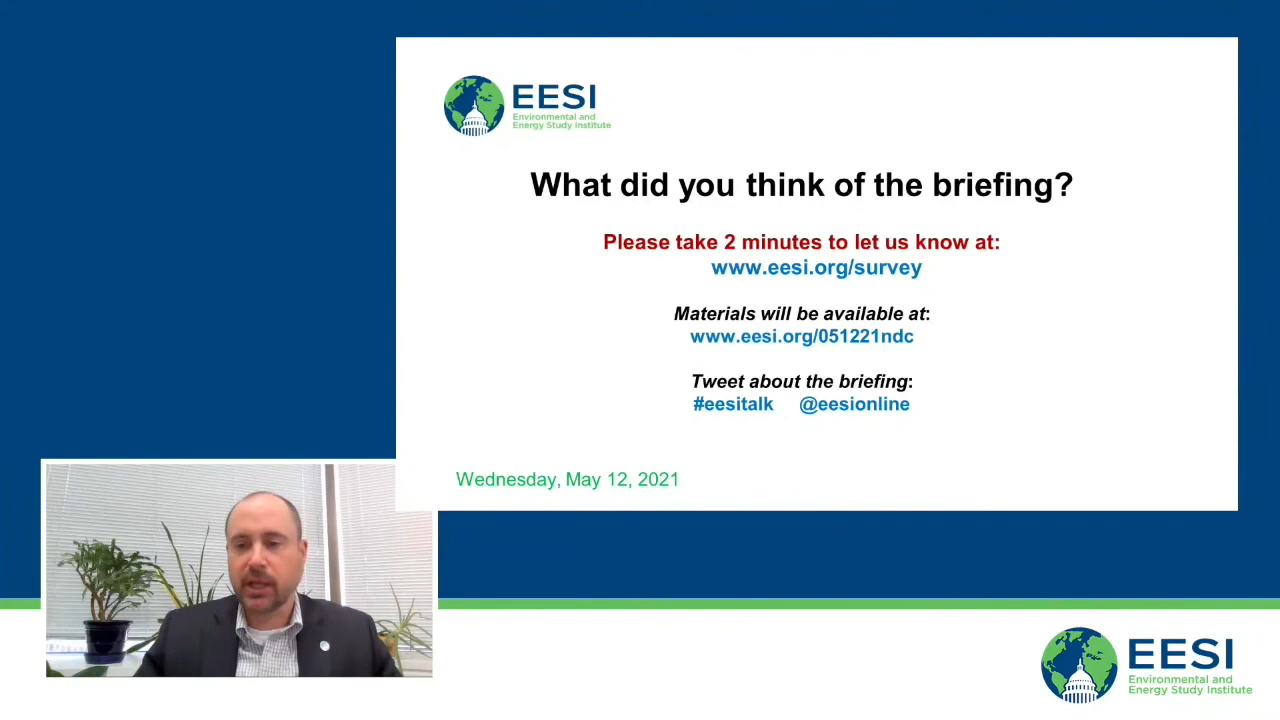 EESI
Environmental and
Energy Study Institute
What did you think of the briefing?
Please take 2 minutes to let us know at:
www.eesi.org/survey
Materials will be available at:
www.eesi.org/051221ndc
Tweet about the briefing:
#eesitalk @eesionline
Wednesday, May 12, 2021
EESI
Environmental and
Energy Study Institute